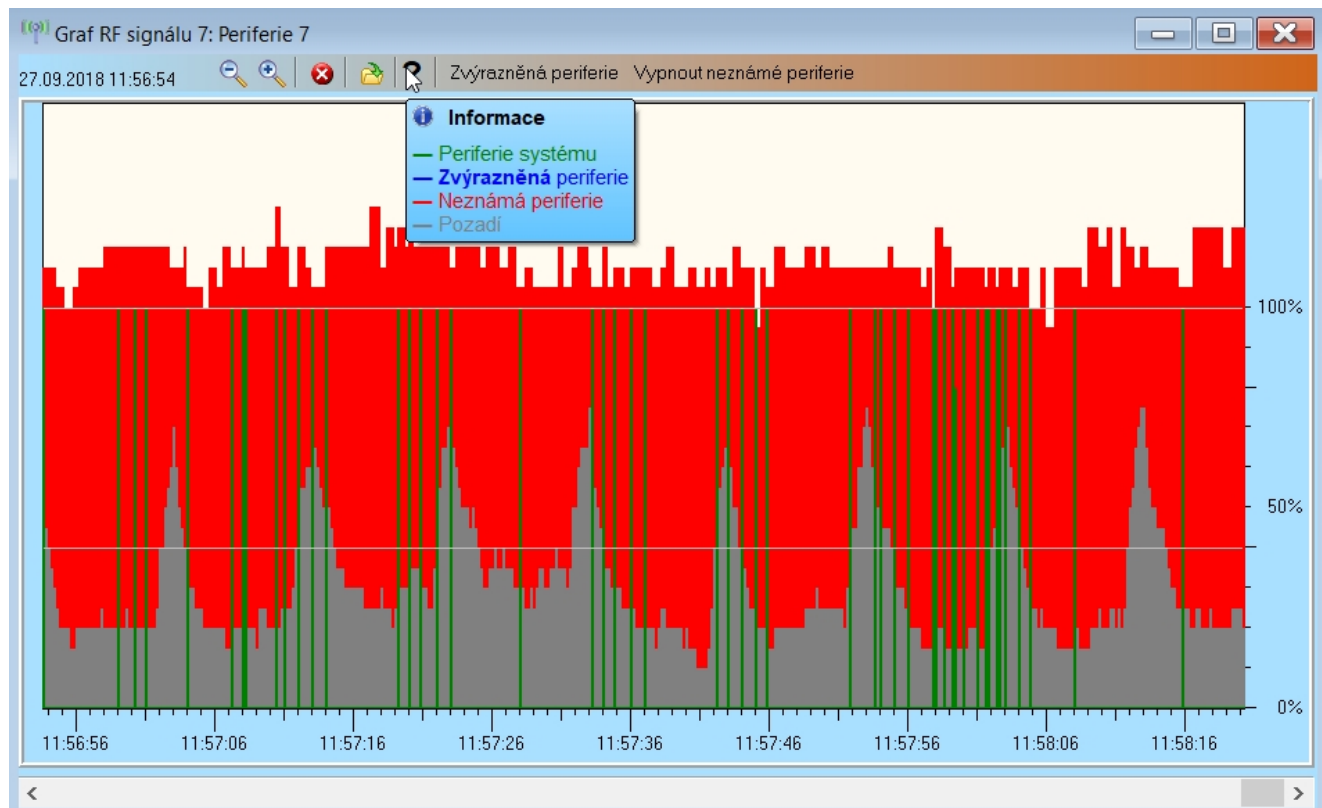 Graf RF signálu 7: Periferie 7
27.09.2018 11:56:54 Zvýrazněná periferie Vypnout neznámé periferie
Informace
Periferie systému
Zvýrazněná periferie
Neznámá periferie
Pozadí
100%
50%
0%
11:56:56 11:57:06 11:57:16 11:57:26 11:57:36 11:57:46 11:57:56 11:58:06 11:58:16